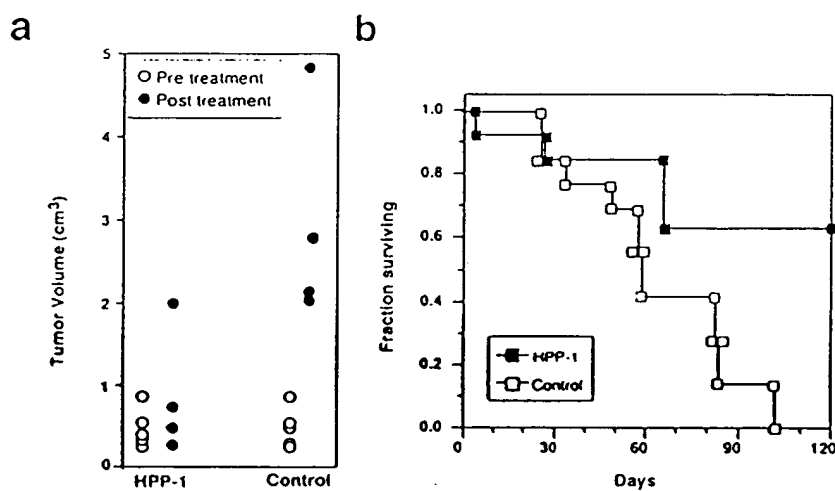 a
b
Tumor Volume (cm³)
5
4
3
2
1
0
Pre treatment
Post treatment
HPP-1
Control
Fraction surviving
1.0
0.8
0.6
0.4
0.2
0.0
HPP-1
Control
0
30
60
90
120
Days